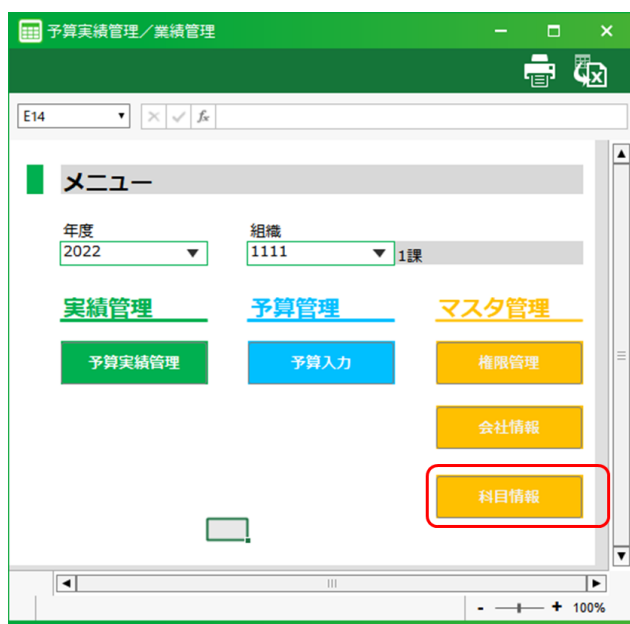 予算実績管理／業績管理
E14
fx
メニュー
年度
組織
2022
1111
1課
実績管理
予算管理
マスタ管理
予算実績管理
予算入力
権限管理
会社情報
科目情報
- + 100%